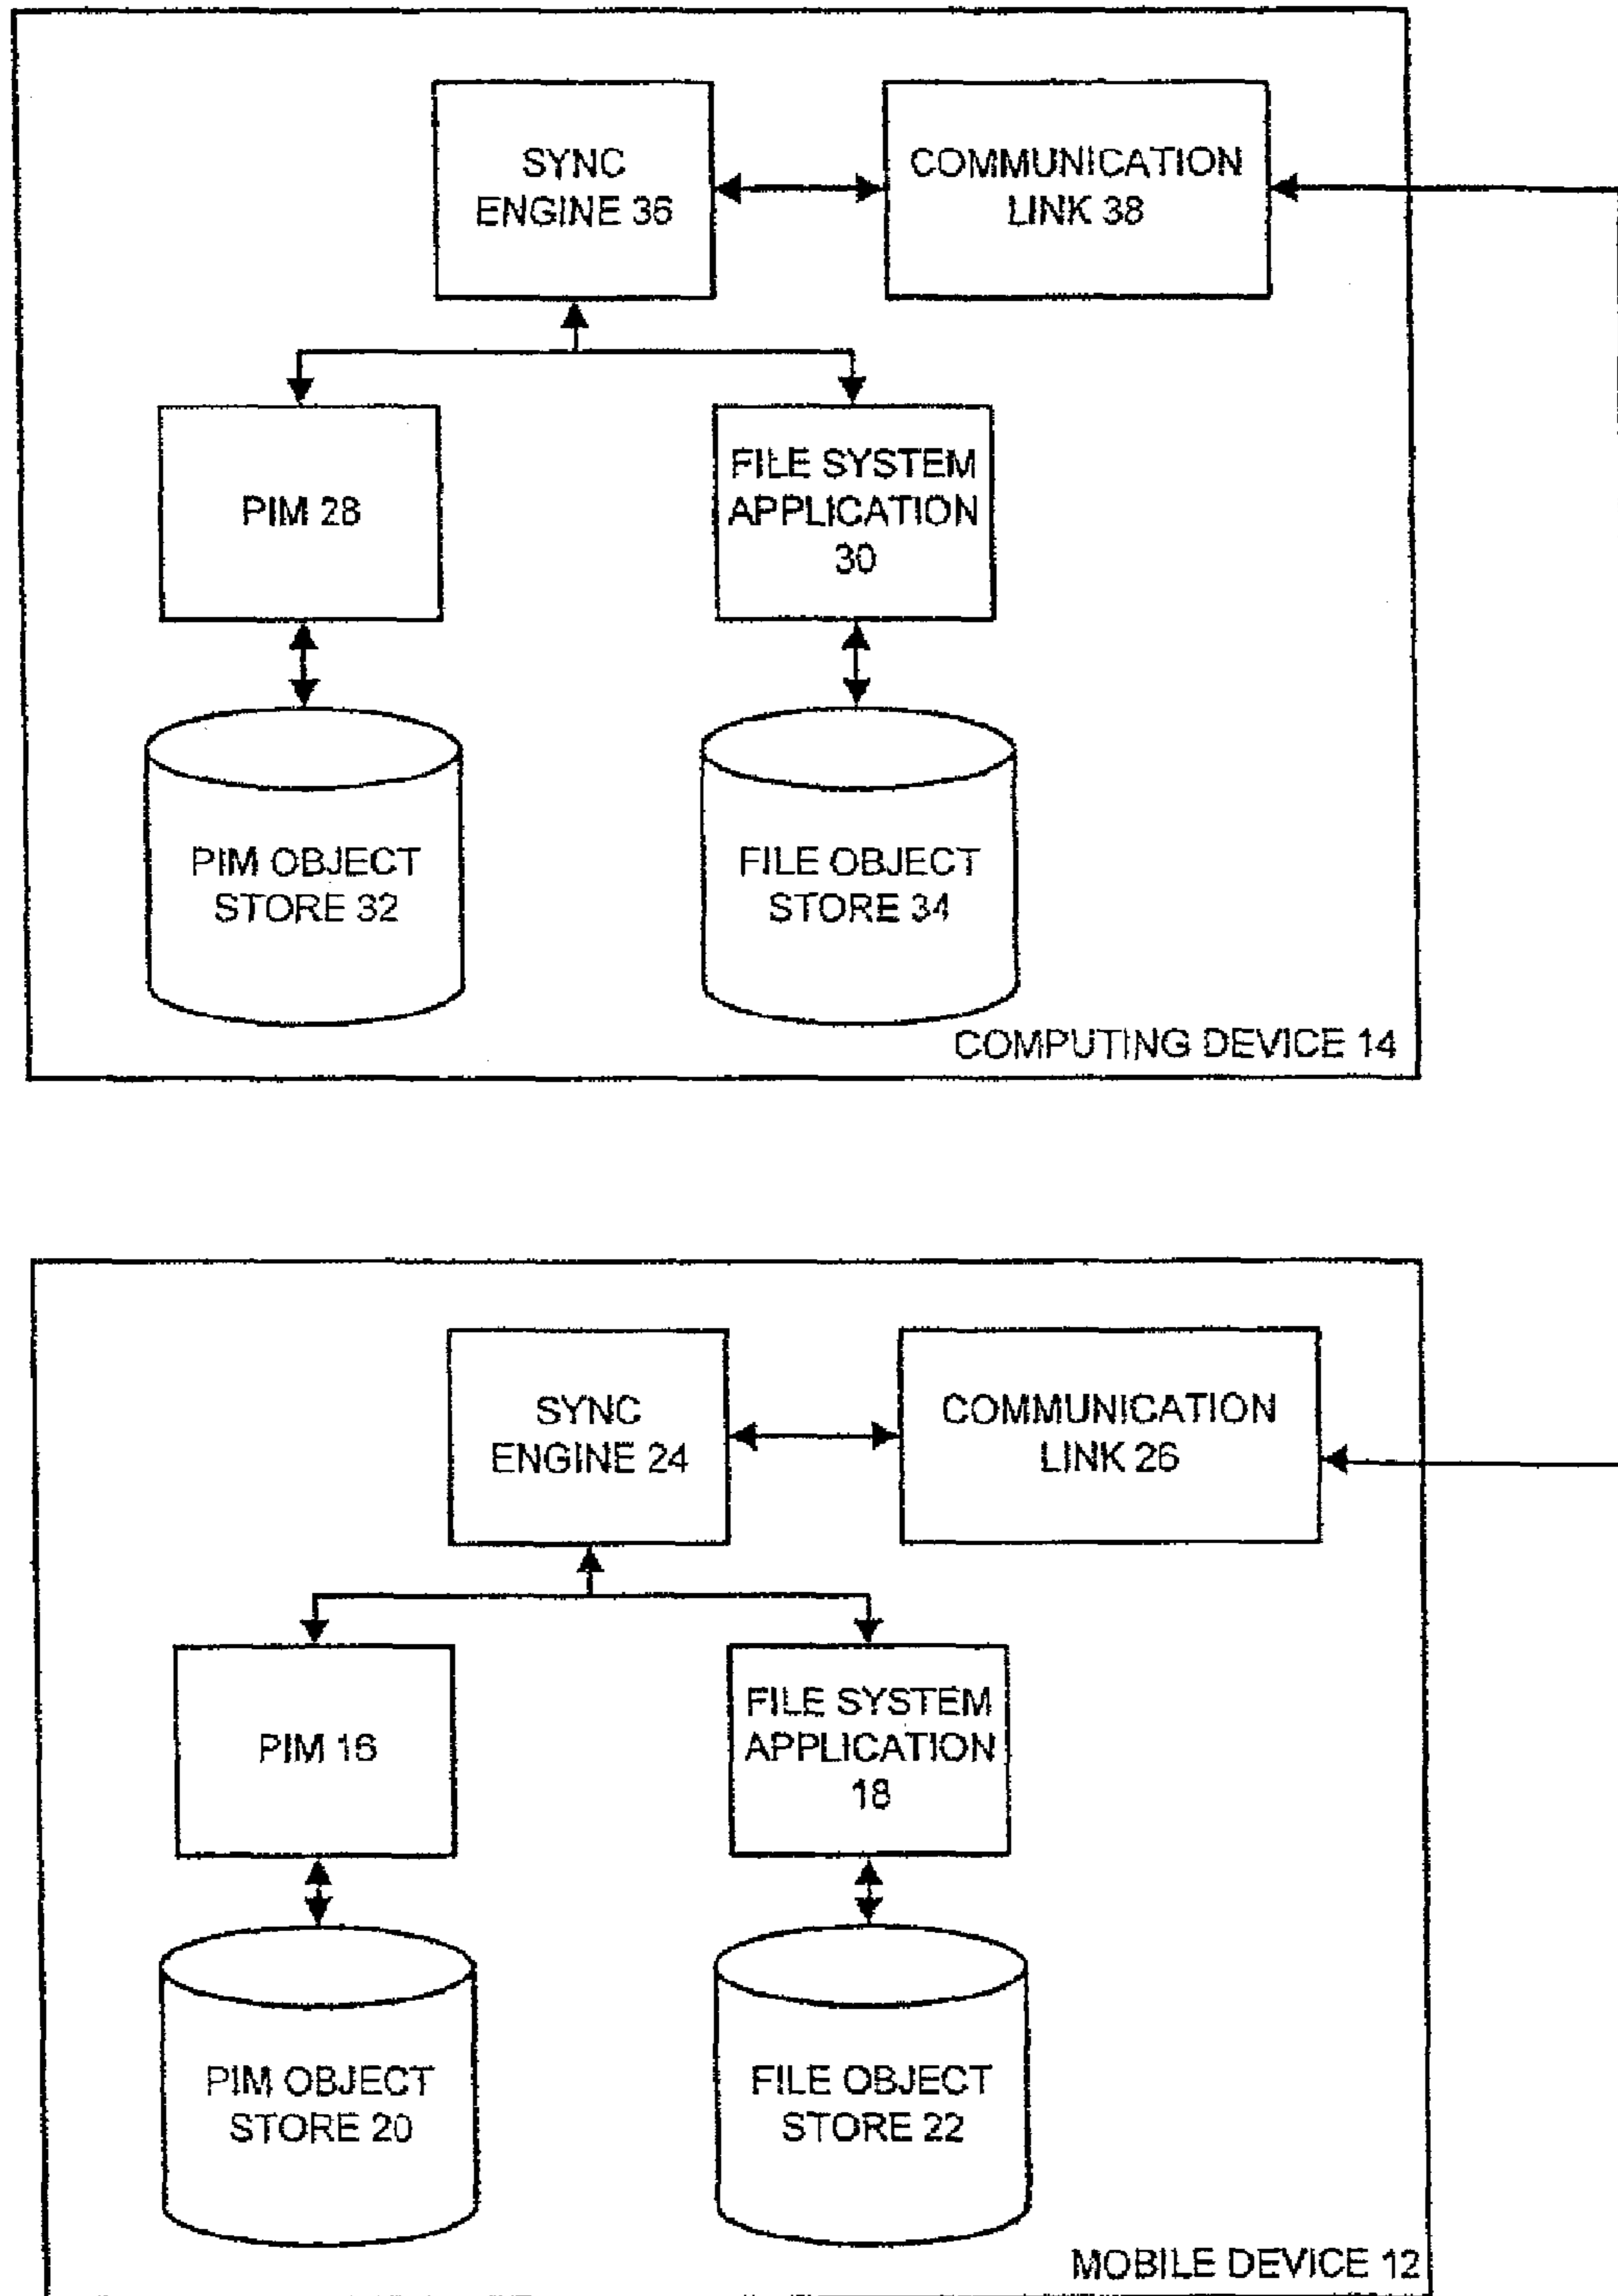 SYNC
ENGINE 36
COMMUNICATION
LINK 38
PIM 28
FILE SYSTEM
APPLICATION
30
PIM OBJECT
STORE 32
FILE OBJECT
STORE 34
COMPUTING DEVICE 14
SYNC
ENGINE 24
COMMUNICATION
LINK 26
PIM 16
FILE SYSTEM
APPLICATION
18
PIM OBJECT
STORE 20
FILE OBJECT
STORE 22
MOBILE DEVICE 12